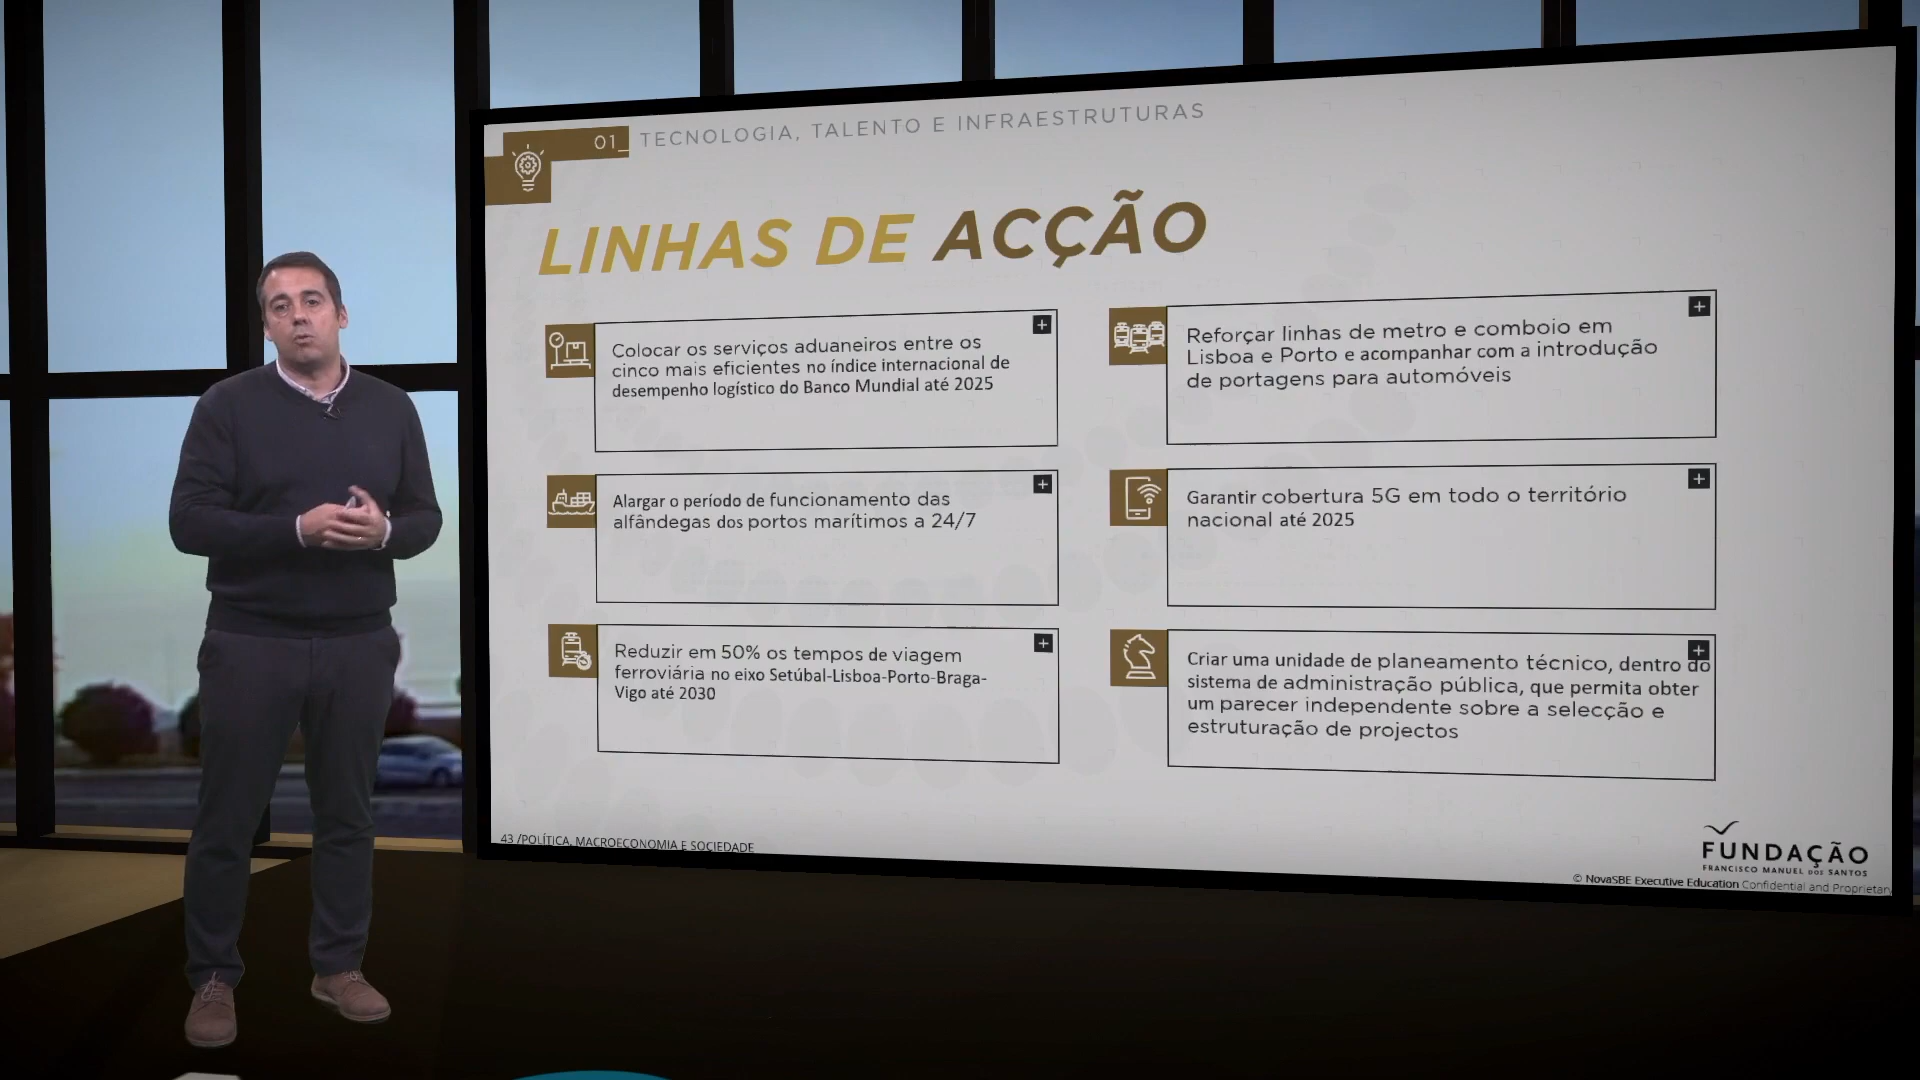 01_
TECNOLOGIA, TALENTO E INFRAESTRUTURAS
LINHAS DE ACÇÃO
Colocar os serviços aduaneiros entre os
cinco mais eficientes no índice internacional de
desempenho logístico do Banco Mundial até 2025
Alargar o período de funcionamento das
alfândegas dos portos marítimos a 24/7
Reduzir em 50% os tempos de viagem
ferroviária no eixo Setúbal-Lisboa-Porto-Braga-
Vigo até 2030
Reforçar linhas de metro e comboio em
Lisboa e Porto e acompanhar com a introdução
de portagens para automóveis
Garantir cobertura 5G em todo o território
nacional até 2025
Criar uma unidade de planeamento técnico, dentro do
sistema de administração pública, que permita obter
um parecer independente sobre a selecção e
estruturação de projectos
43 /POLÍTICA, MACROECONOMIA E SOCIEDADE
FUNDAÇÃO
FRANCISCO MANUEL DOS SANTOS
© NovaSBE Executive Education Confidential and Proprietary